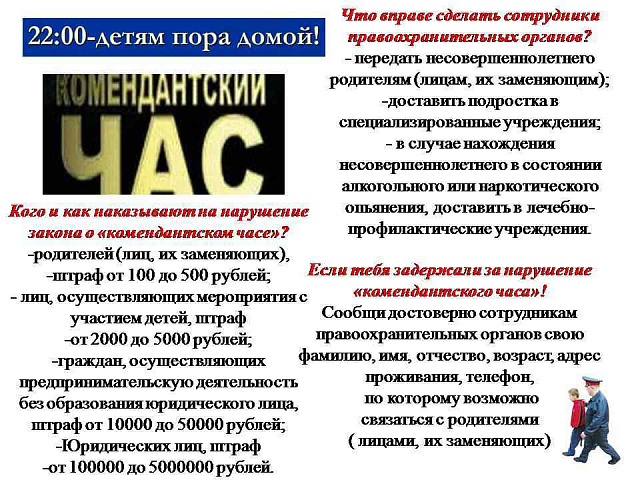 22:00-детям пора домой!
КОМЕНДАНТСКИЙ
ЧАС
Кого и как наказывают на нарушение
закона о «комендантском часе»?
-родителей (лиц, их заменяющих),
-штраф от 100 до 500 рублей;
- лиц, осуществляющих мероприятия с
участием детей, штраф
-от 2000 до 5000 рублей;
-граждан, осуществляющих
предпринимательскую деятельность
без образования юридического лица,
штраф от 10000 до 50000 рублей;
-Юридических лиц, штраф
-от 100000 до 5000000 рублей.
Что вправе сделать сотрудники
правоохранительных органов?
- передать несовершеннолетнего
родителям (лицам, их заменяющим);
-доставить подростка в
специализированные учреждения;
- в случае нахождения
несовершеннолетнего в состоянии
алкогольного или наркотического
опьянения, доставить в лечебно-
профилактические учреждения.
Если тебя задержали за нарушение
«комендантского часа»!
Сообщи достоверно сотрудникам
правоохранительных органов свою
фамилию, имя, отчество, возраст, адрес
проживания, телефон,
по которому возможно
связаться с родителями
( лицами, их заменяющих)